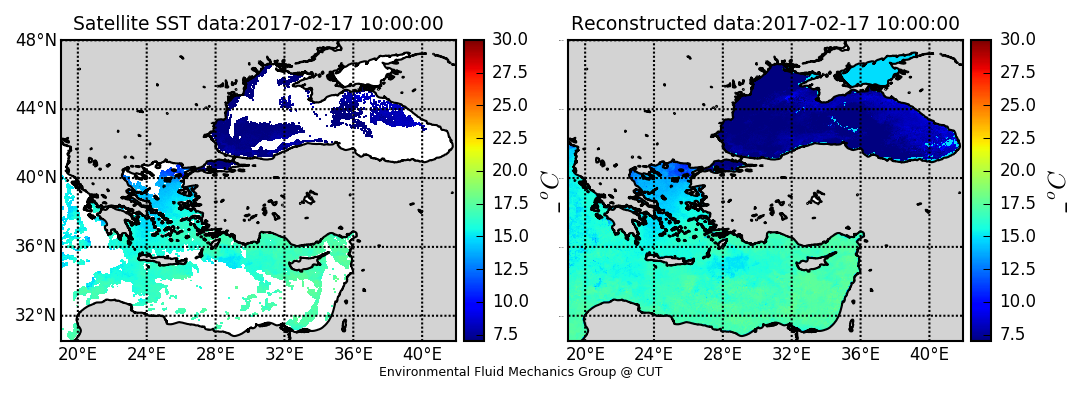 Satellite SST data:2017-02-17 10:00:00
Reconstructed data:2017-02-17 10:00:00
48°N
44°N
40°N
36°N
32°N
20°E 24°E 28°E 32°E 36°E 40°E
30.0
27.5
25.0
22.5
20.0
17.5
15.0
12.5
10.0
7.5
°C
20°E 24°E 28°E 32°E 36°E 40°E
30.0
27.5
25.0
22.5
20.0
17.5
15.0
12.5
10.0
7.5
°C
Environmental Fluid Mechanics Group @ CUT